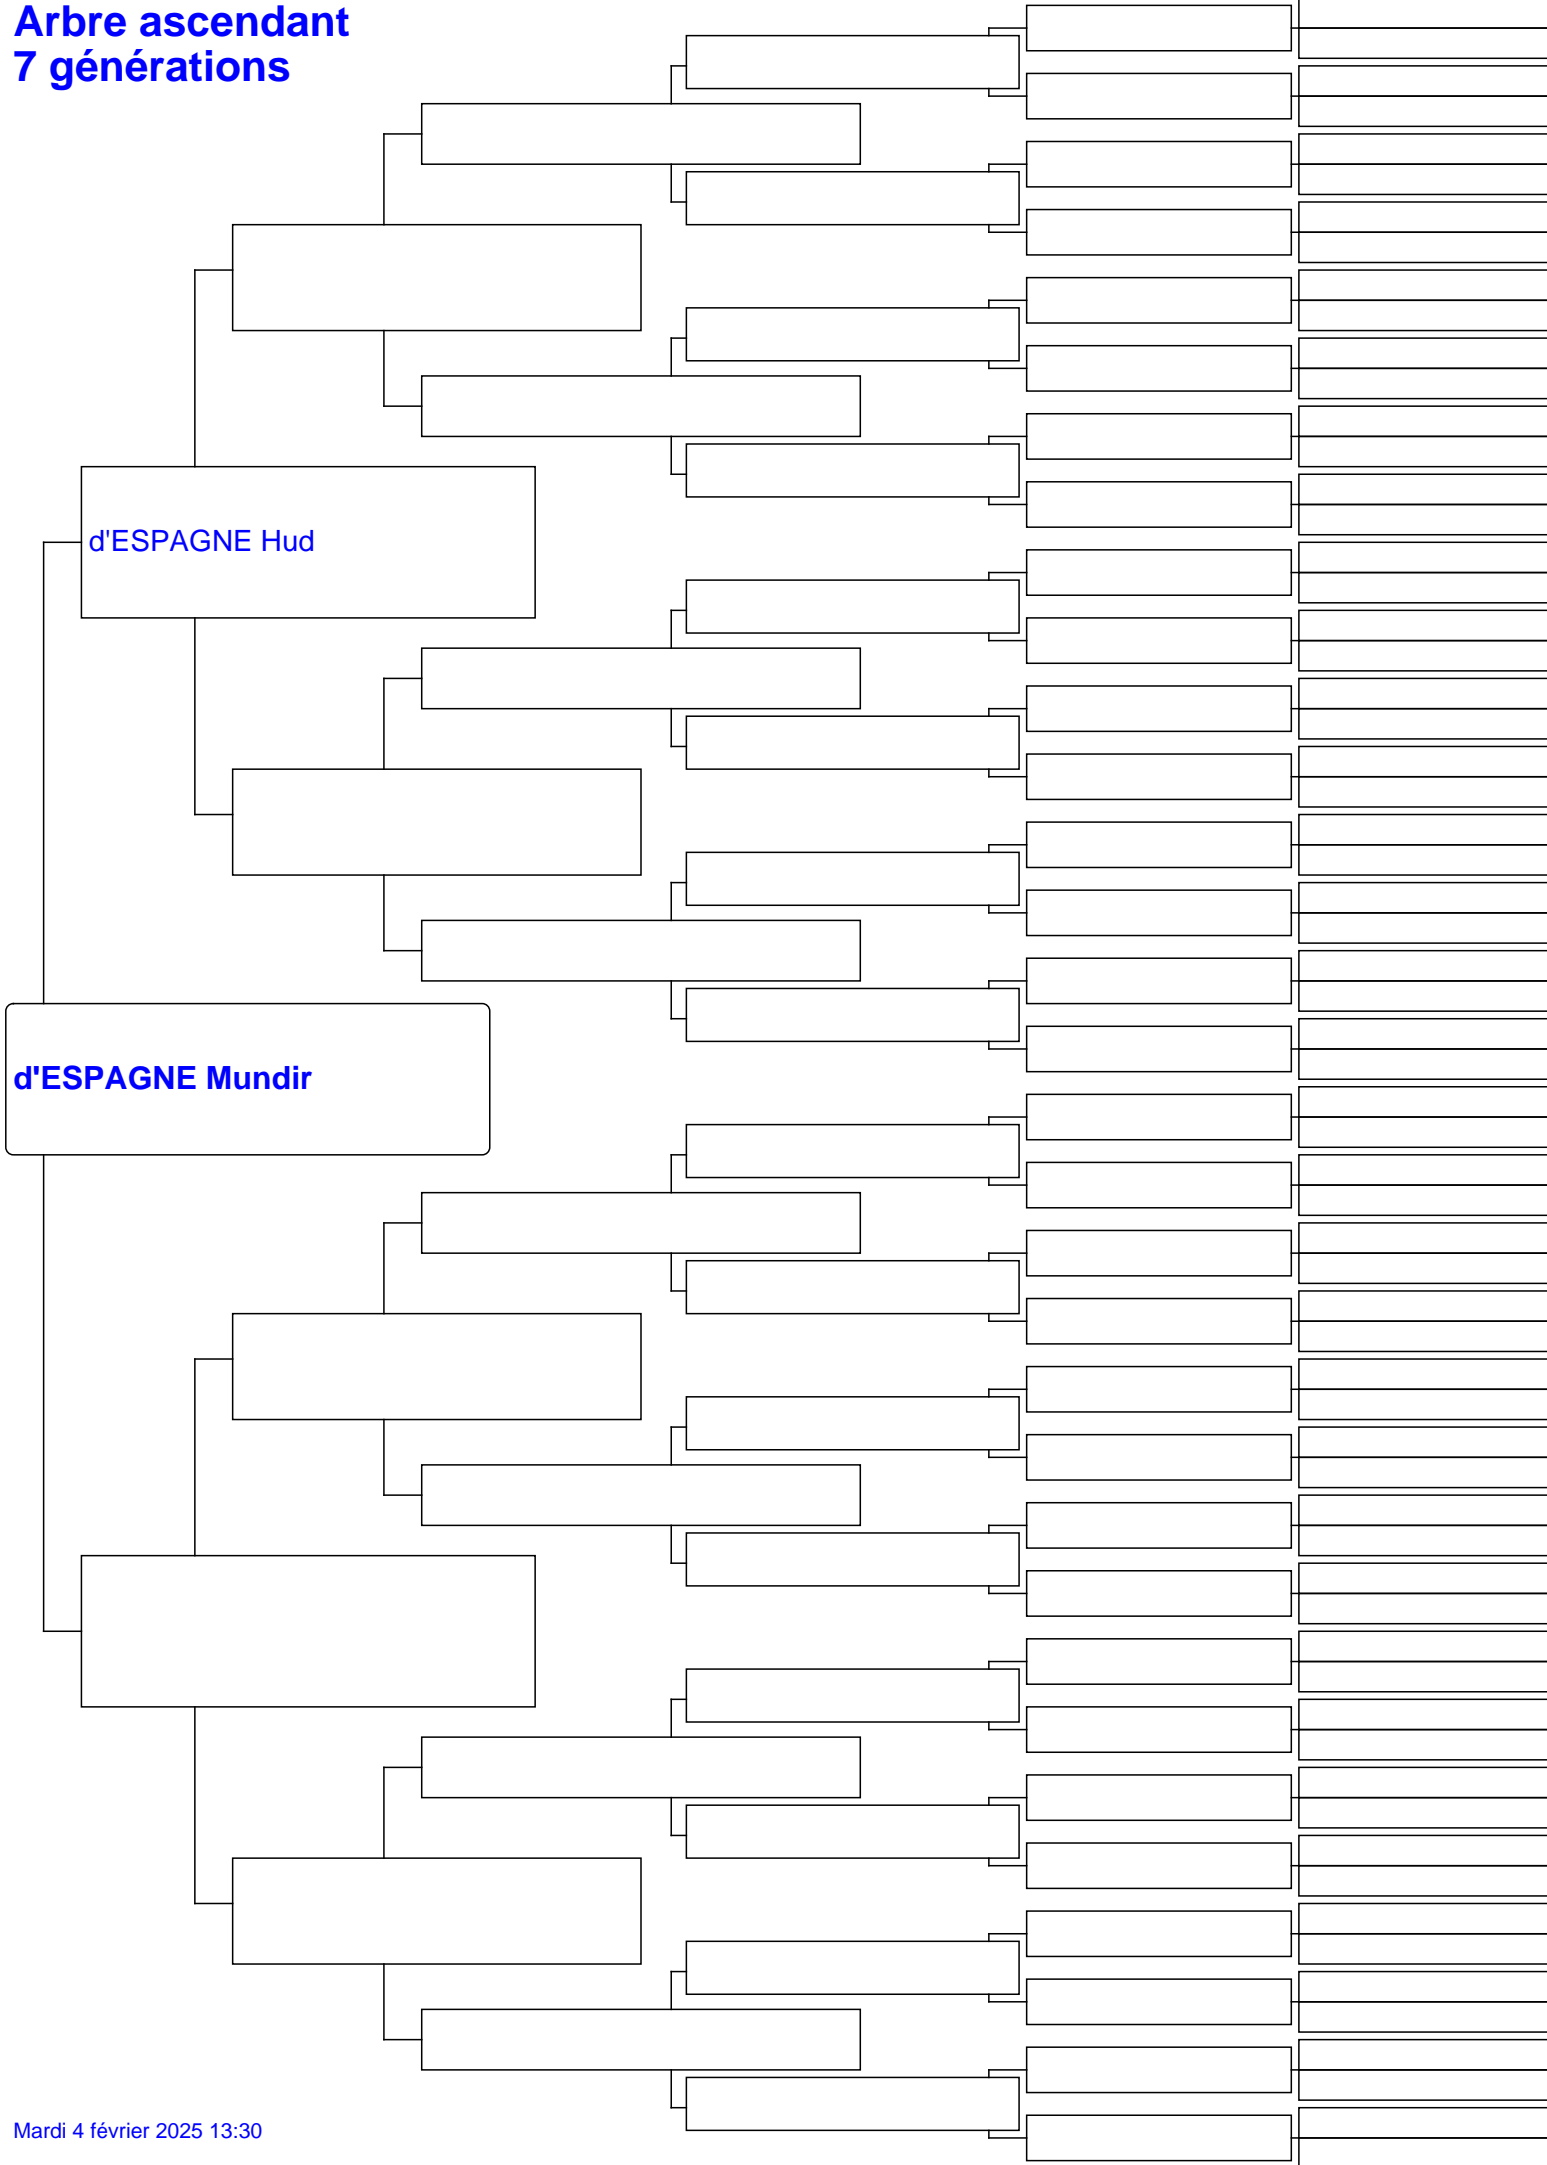 Arbre ascendant
7 générations
d'ESPAGNE Hud
d'ESPAGNE Mundir
Mardi 4 février 2025 13:30